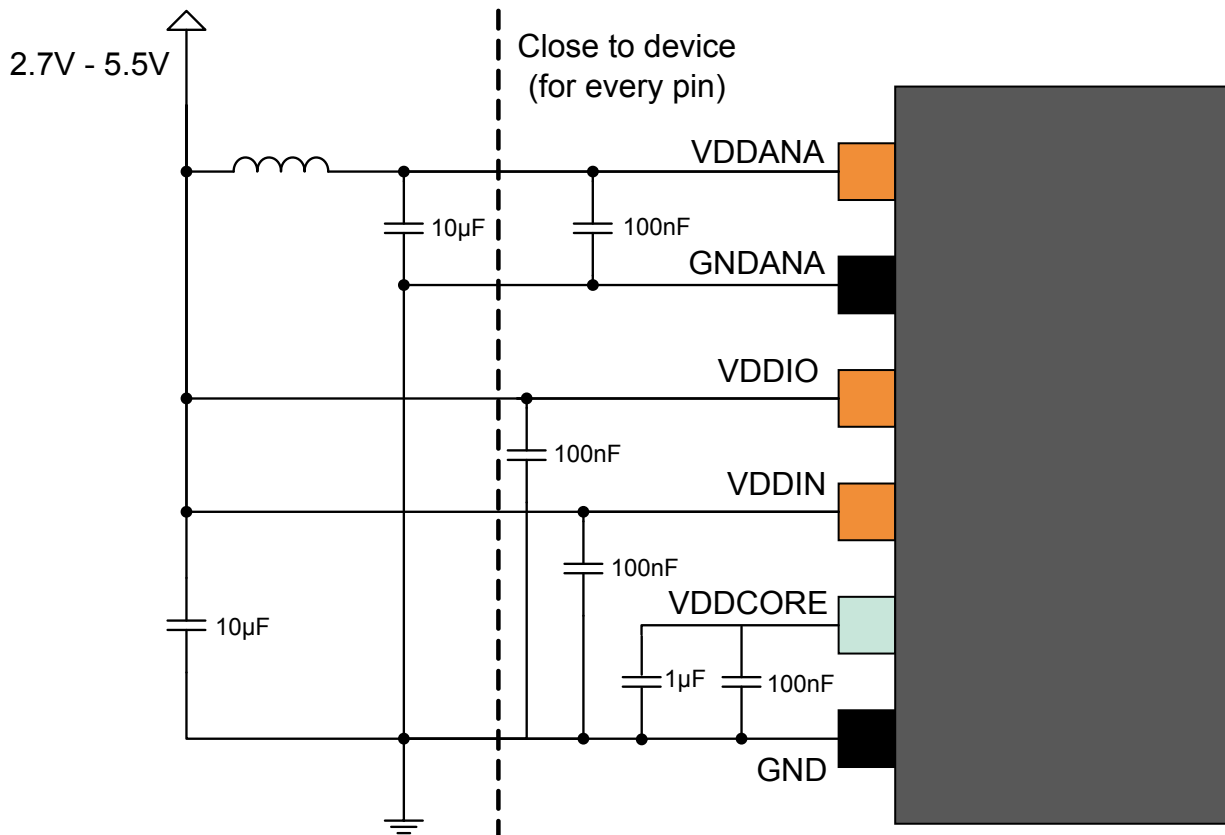 2.7V - 5.5V
Close to device
(for every pin)
VDDANA
10µF
100nF
GNDANA
VDDIO
100nF
VDDIN
100nF
VDDCORE
10µF
1µF
100nF
GND